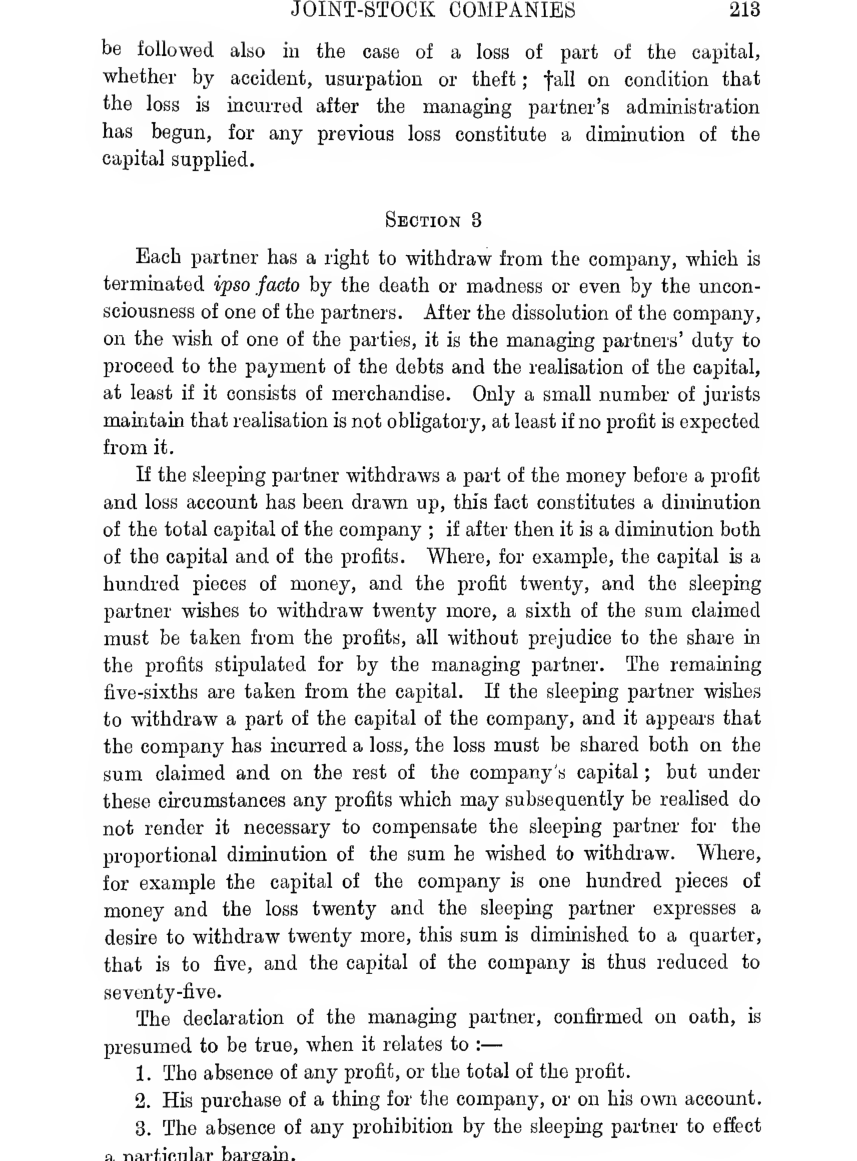 JOINT-STOCK COMPANIES 213
be followed also in the case of a loss of part of the capital,
whether by accident, usurpation or theft ; †all on condition that
the loss is incurred after the managing partner's administration
has begun, for any previous loss constitute a diminution of the
capital supplied.
SECTION 3
Each partner has a right to withdraw from the company, which is
terminated ipso facto by the death or madness or even by the uncon-
sciousness of one of the partners. After the dissolution of the company,
on the wish of one of the parties, it is the managing partners' duty to
proceed to the payment of the debts and the realisation of the capital,
at least if it consists of merchandise. Only a small number of jurists
maintain that realisation is not obligatory, at least if no profit is expected
from it.
If the sleeping partner withdraws a part of the money before a profit
and loss account has been drawn up, this fact constitutes a diminution
of the total capital of the company ; if after then it is a diminution both
of the capital and of the profits. Where, for example, the capital is a
hundred pieces of money, and the profit twenty, and the sleeping
partner wishes to withdraw twenty more, a sixth of the sum claimed
must be taken from the profits, all without prejudice to the share in
the profits stipulated for by the managing partner. The remaining
five-sixths are taken from the capital. If the sleeping partner wishes
to withdraw a part of the capital of the company, and it appears that
the company has incurred a loss, the loss must be shared both on the
sum claimed and on the rest of the company's capital ; but under
these circumstances any profits which may subsequently be realised do
not render it necessary to compensate the sleeping partner for the
proportional diminution of the sum he wished to withdraw. Where,
for example the capital of the company is one hundred pieces of
money and the loss twenty and the sleeping partner expresses a
desire to withdraw twenty more, this sum is diminished to a quarter,
that is to five, and the capital of the company is thus reduced to
seventy-five.
The declaration of the managing partner, confirmed on oath, is
presumed to be true, when it relates to :—
1. The absence of any profit, or the total of the profit.
2. His purchase of a thing for the company, or on his own account.
3. The absence of any prohibition by the sleeping partner to effect
a particular bargain.